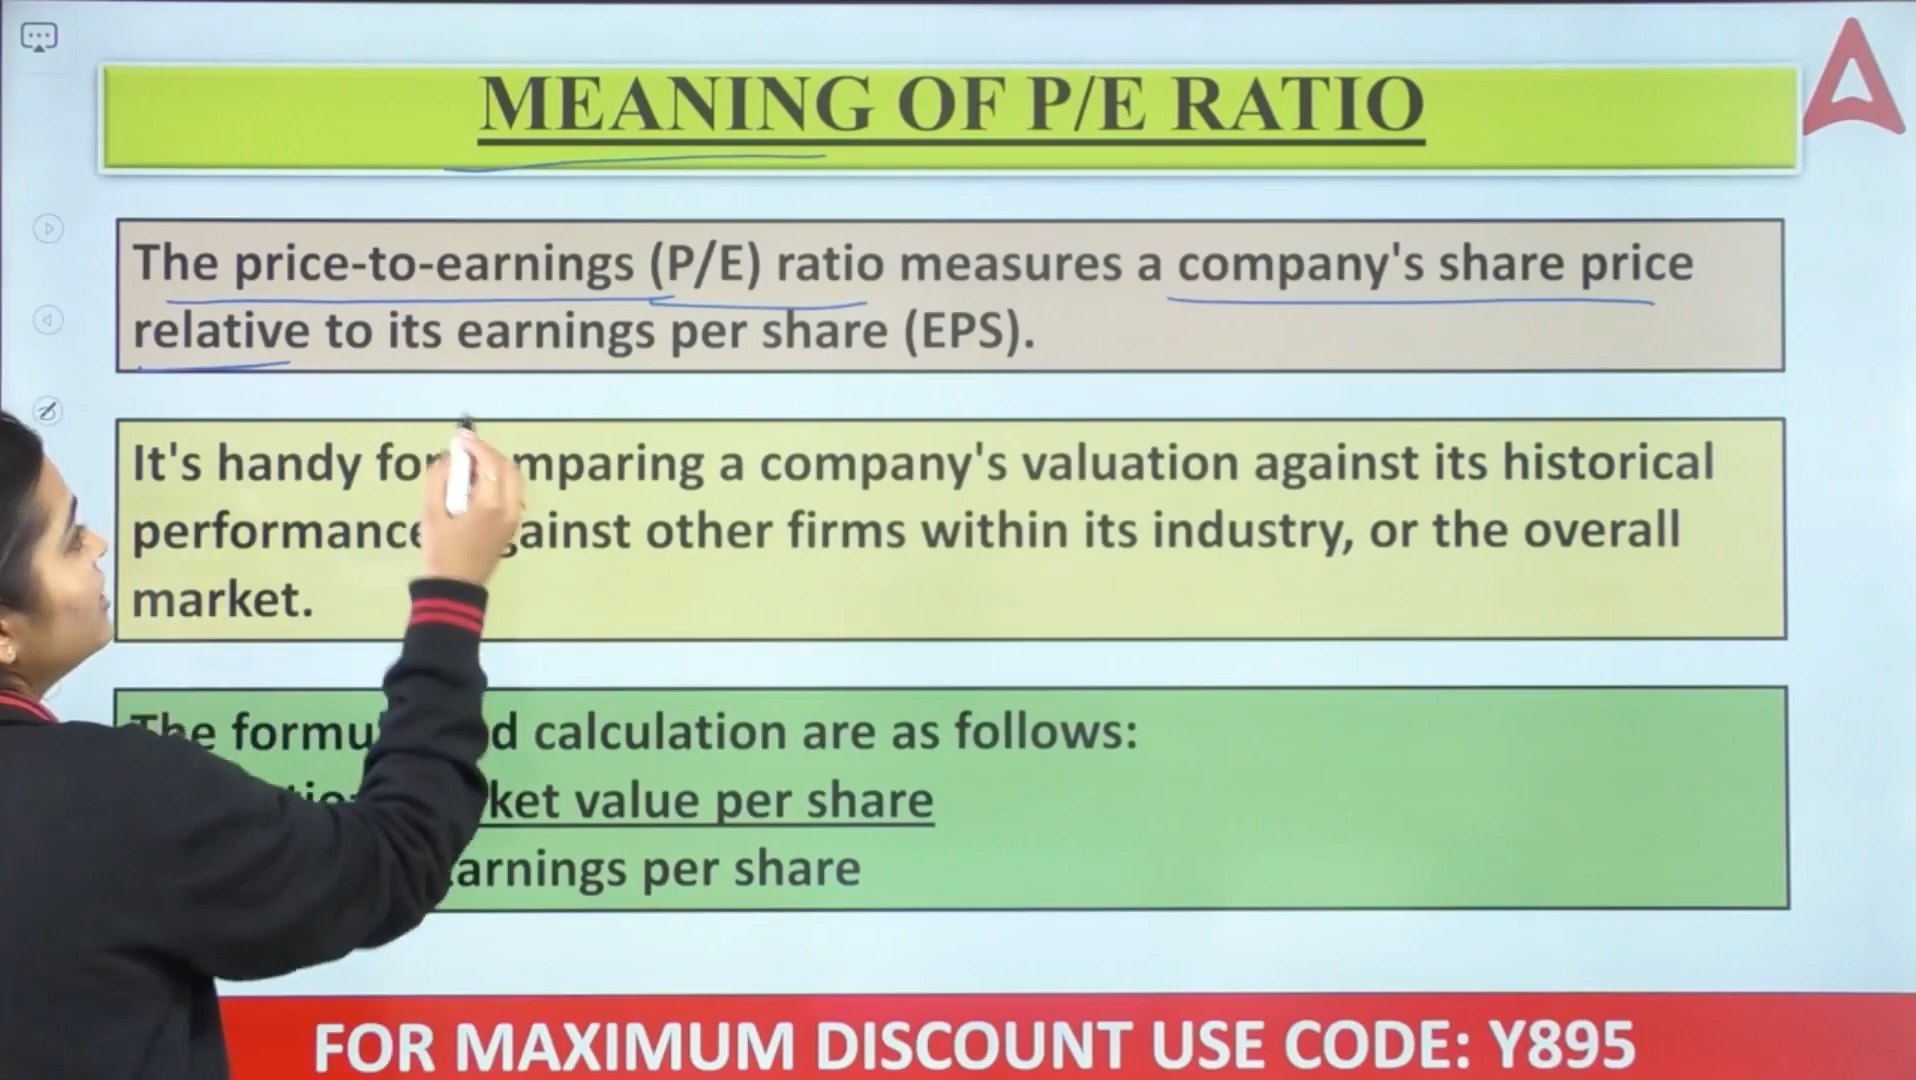 MEANING OF P/E RATIO
The price-to-earnings (P/E) ratio measures a company's share price
relative to its earnings per share (EPS).
It's handy for mparing a company's valuation against its historical
performance gainst other firms within its industry, or the overall
market.
The formu d calculation are as follows:
ket value per share
arnings per share
FOR MAXIMUM DISCOUNT USE CODE: Y895